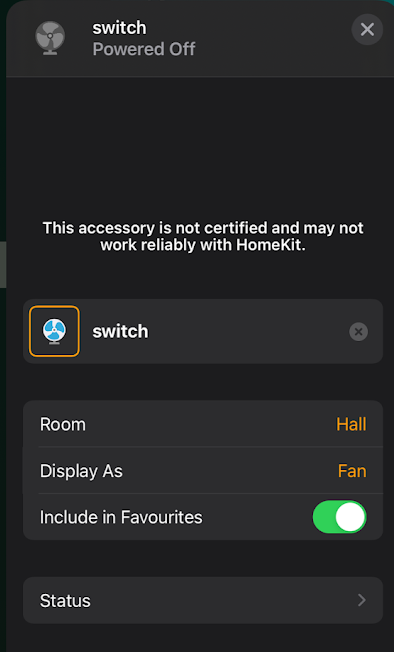 switch
Powered Off
This accessory is not certified and may not
work reliably with HomeKit.
switch
Room Hall
Display As Fan
Include in Favourites
Status